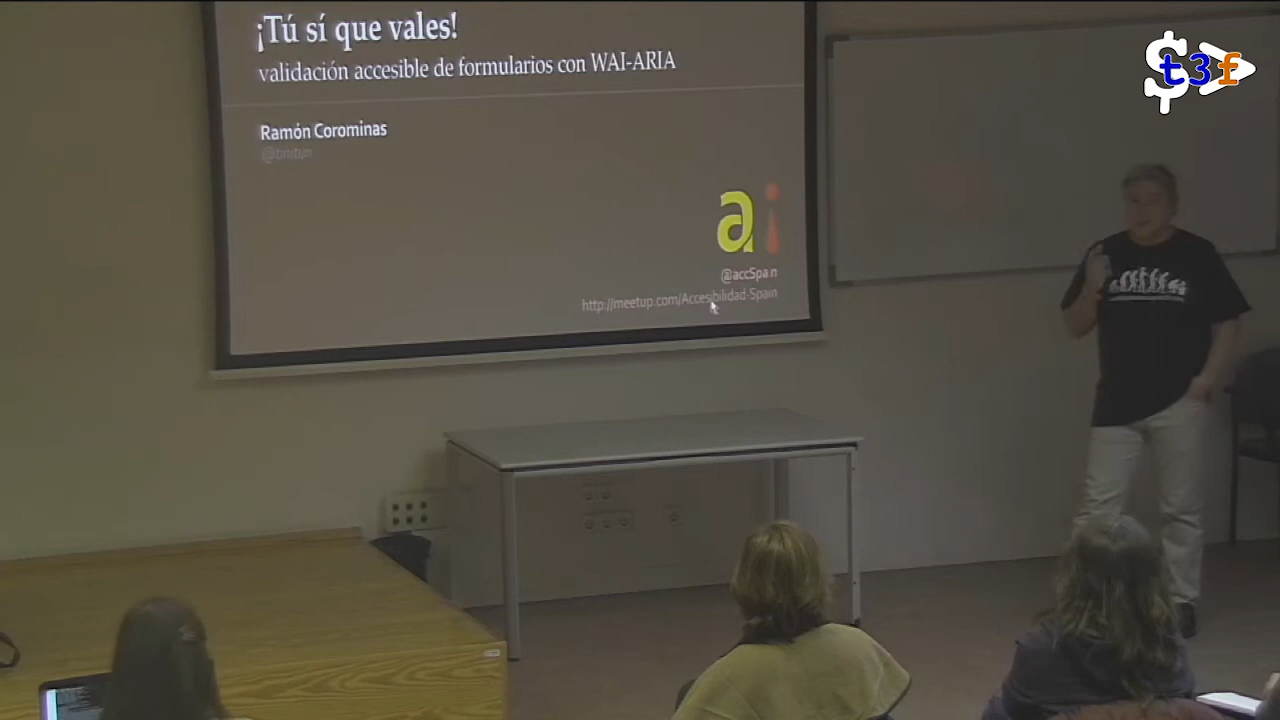 ¡Tú sí que vales!
validación accesible de formularios con WAI-ARIA
Ramón Corominas
a¡
@accSpain
http://meetup.com/Accesibilidad-Spain
$t3f